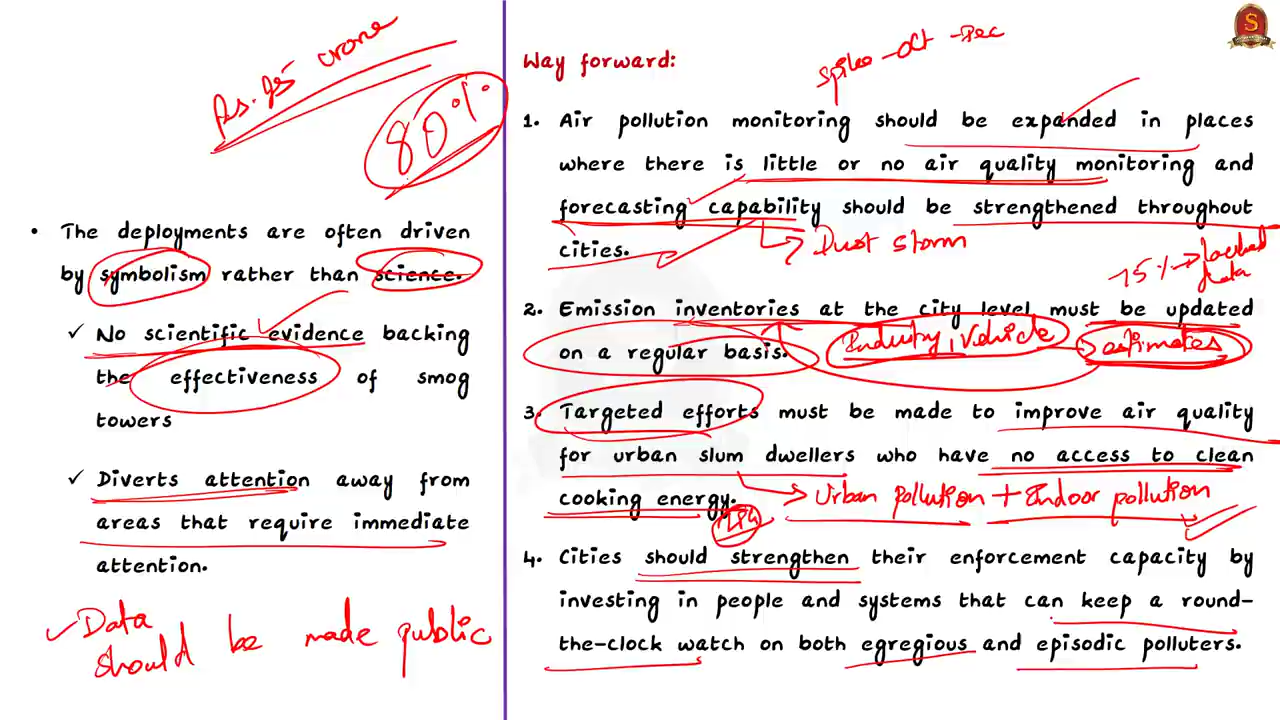 Rs. 25 crore
80%
• The deployments are often driven
by symbolism rather than science.
✓ No scientific evidence backing
the effectiveness of smog
towers
✓ Diverts attention away from
areas that require immediate
attention.
✓ Data
should be made public
Way forward:
spike - Oct - Dec
1. Air pollution monitoring should be expanded in places
where there is little or no air quality monitoring and
forecasting capability should be strengthened throughout
cities.
→ Dust storm
75% → lacked
data
2. Emission inventories at the city level must be updated
on a regular basis.
Industry, Vehicle → estimates
3. Targeted efforts must be made to improve air quality
for urban slum dwellers who have no access to clean
cooking energy.
→ Urban pollution + Indoor pollution
LPG
4. Cities should strengthen their enforcement capacity by
investing in people and systems that can keep a round-
the-clock watch on both egregious and episodic polluters.
S